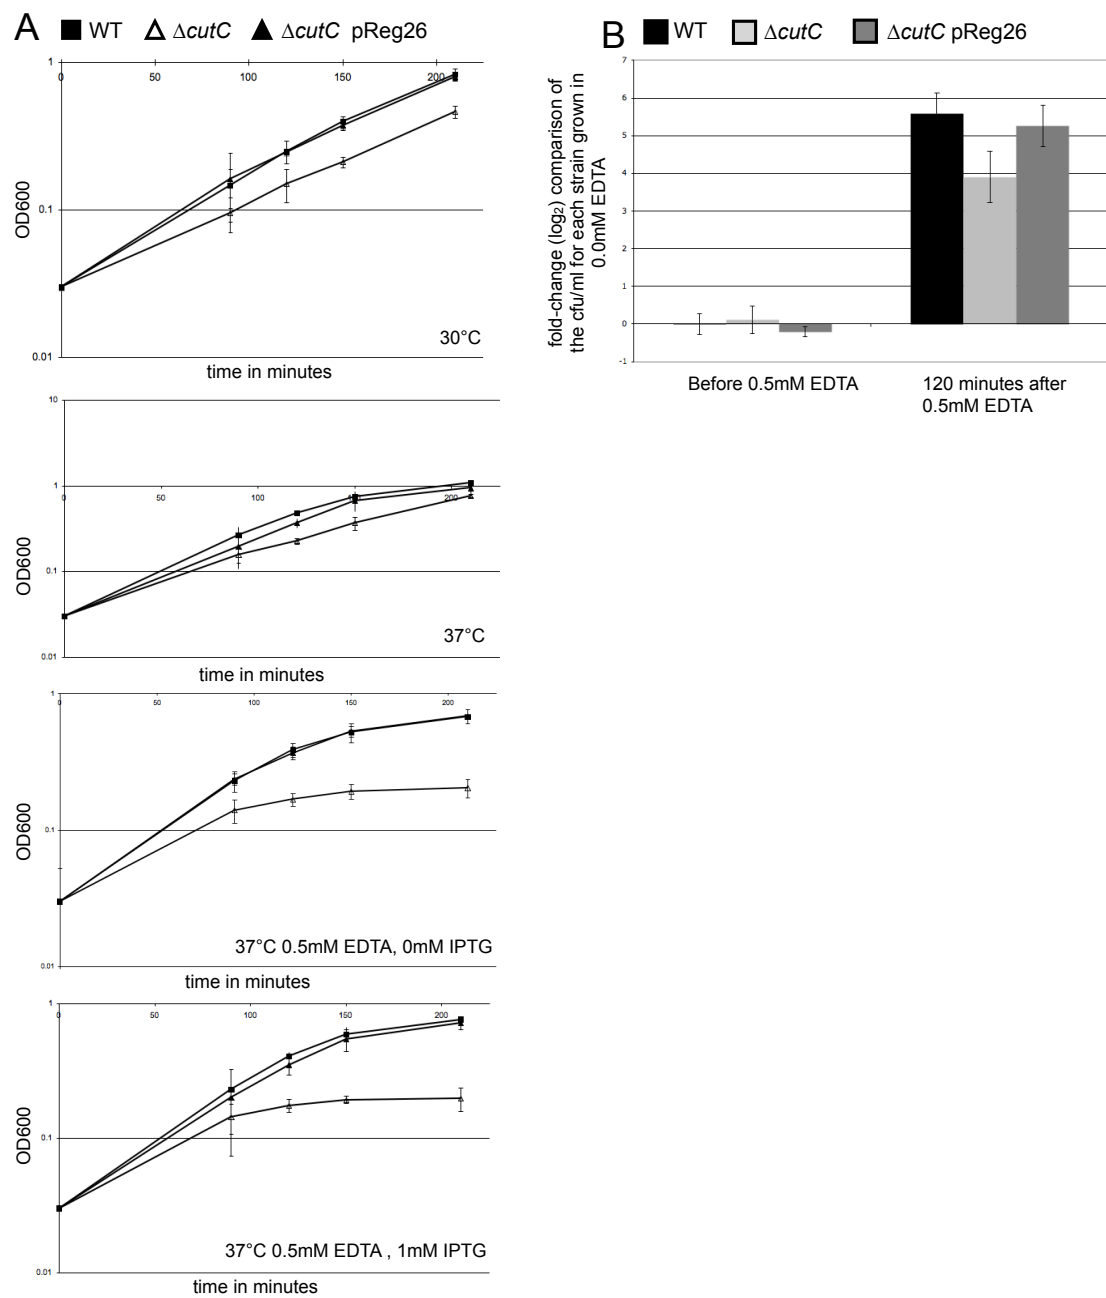 A
WT ΔcutC ΔcutC pReg26
1
0 50 100 150 200
0.1
0.01
OD600
30°C
time in minutes
10
1
0 50 100 150 200
0.1
0.01
OD600
37°C
time in minutes
1
0 50 100 150 200
0.1
0.01
OD600
37°C 0.5mM EDTA, 0mM IPTG
time in minutes
1
0 50 100 150 200
0.1
0.01
OD600
37°C 0.5mM EDTA , 1mM IPTG
time in minutes
B
WT ΔcutC ΔcutC pReg26
fold-change (log₂) comparison of
the cfu/ml for each strain grown in
0.0mM EDTA
7
6
5
4
3
2
1
0
-1
Before 0.5mM EDTA
120 minutes after
0.5mM EDTA